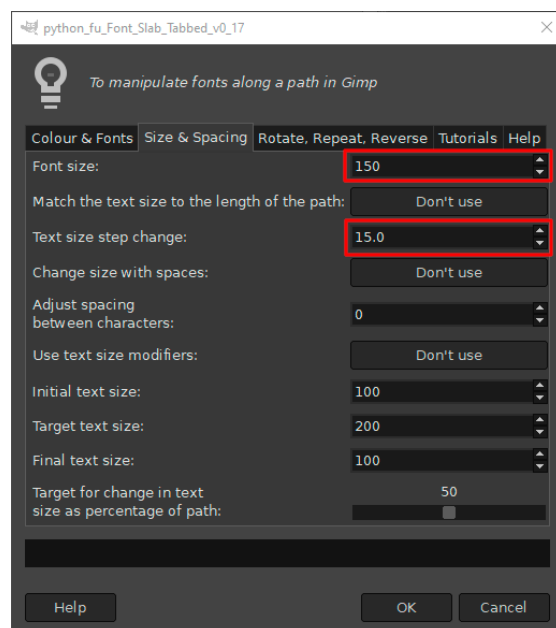 python_fu_Font_Slab_Tabbed_v0_17
To manipulate fonts along a path in Gimp
Colour & Fonts Size & Spacing Rotate, Repeat, Reverse Tutorials Help
Font size: 150
Match the text size to the length of the path: Don't use
Text size step change: 15.0
Change size with spaces: Don't use
Adjust spacing
between characters: 0
Use text size modifiers: Don't use
Initial text size: 100
Target text size: 200
Final text size: 100
Target for change in text 50
size as percentage of path:
Help OK Cancel